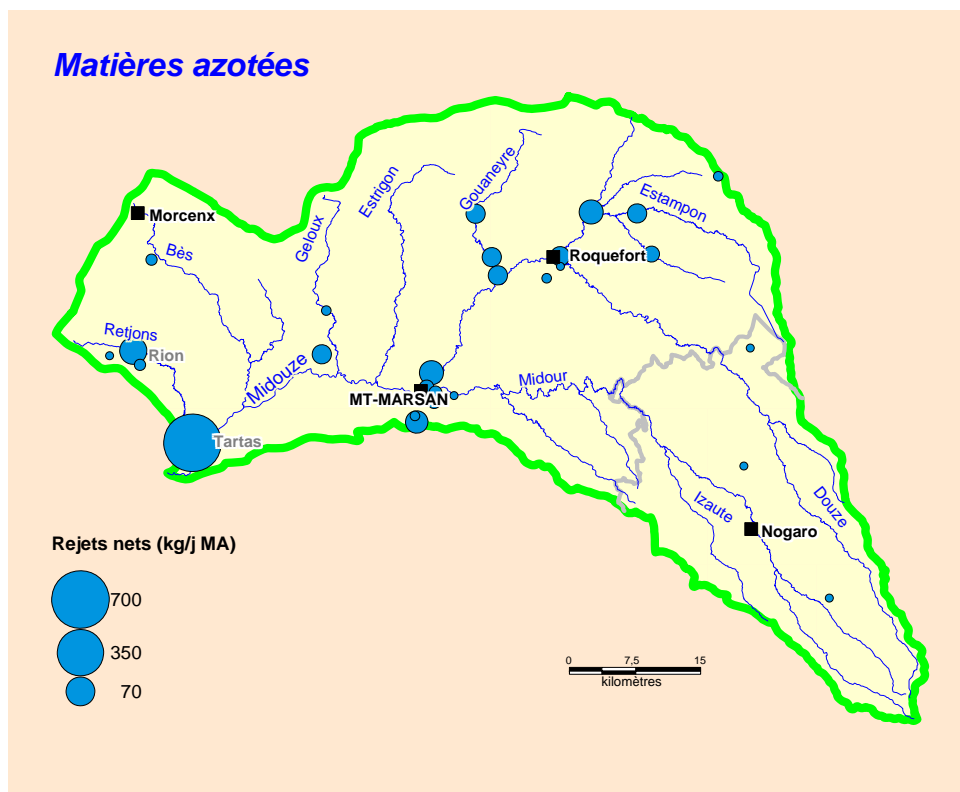 Matières azotées
Estrigon
Gouaneyre
Geloux
Estampon
Morcenx
Bès
Roquefort
Retjons
Rion
Midouze
Midour
MT-MARSAN
Tartas
Izaute
Douze
Nogaro
Rejets nets (kg/j MA)
700
350
70
0 7,5 15
kilomètres